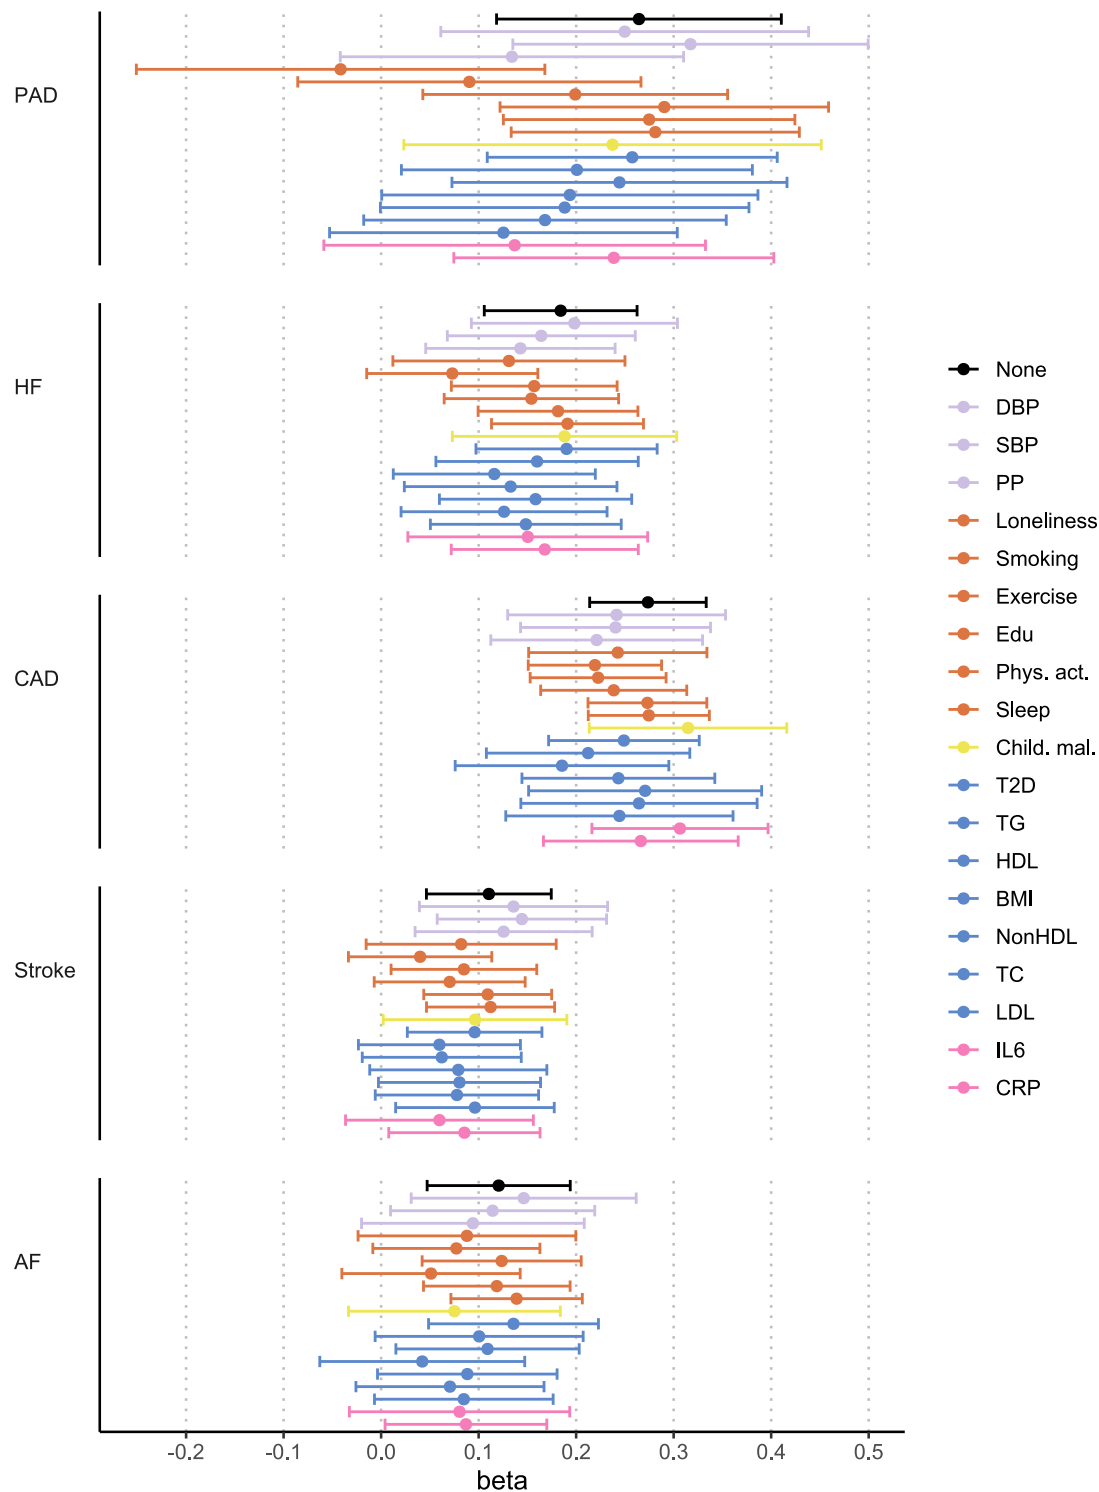 PAD
HF
CAD
Stroke
AF
None
DBP
SBP
PP
Loneliness
Smoking
Exercise
Edu
Phys. act.
Sleep
Child. mal.
T2D
TG
HDL
BMI
NonHDL
TC
LDL
IL6
CRP
-0.2 -0.1 0.0 0.1 0.2 0.3 0.4 0.5
beta